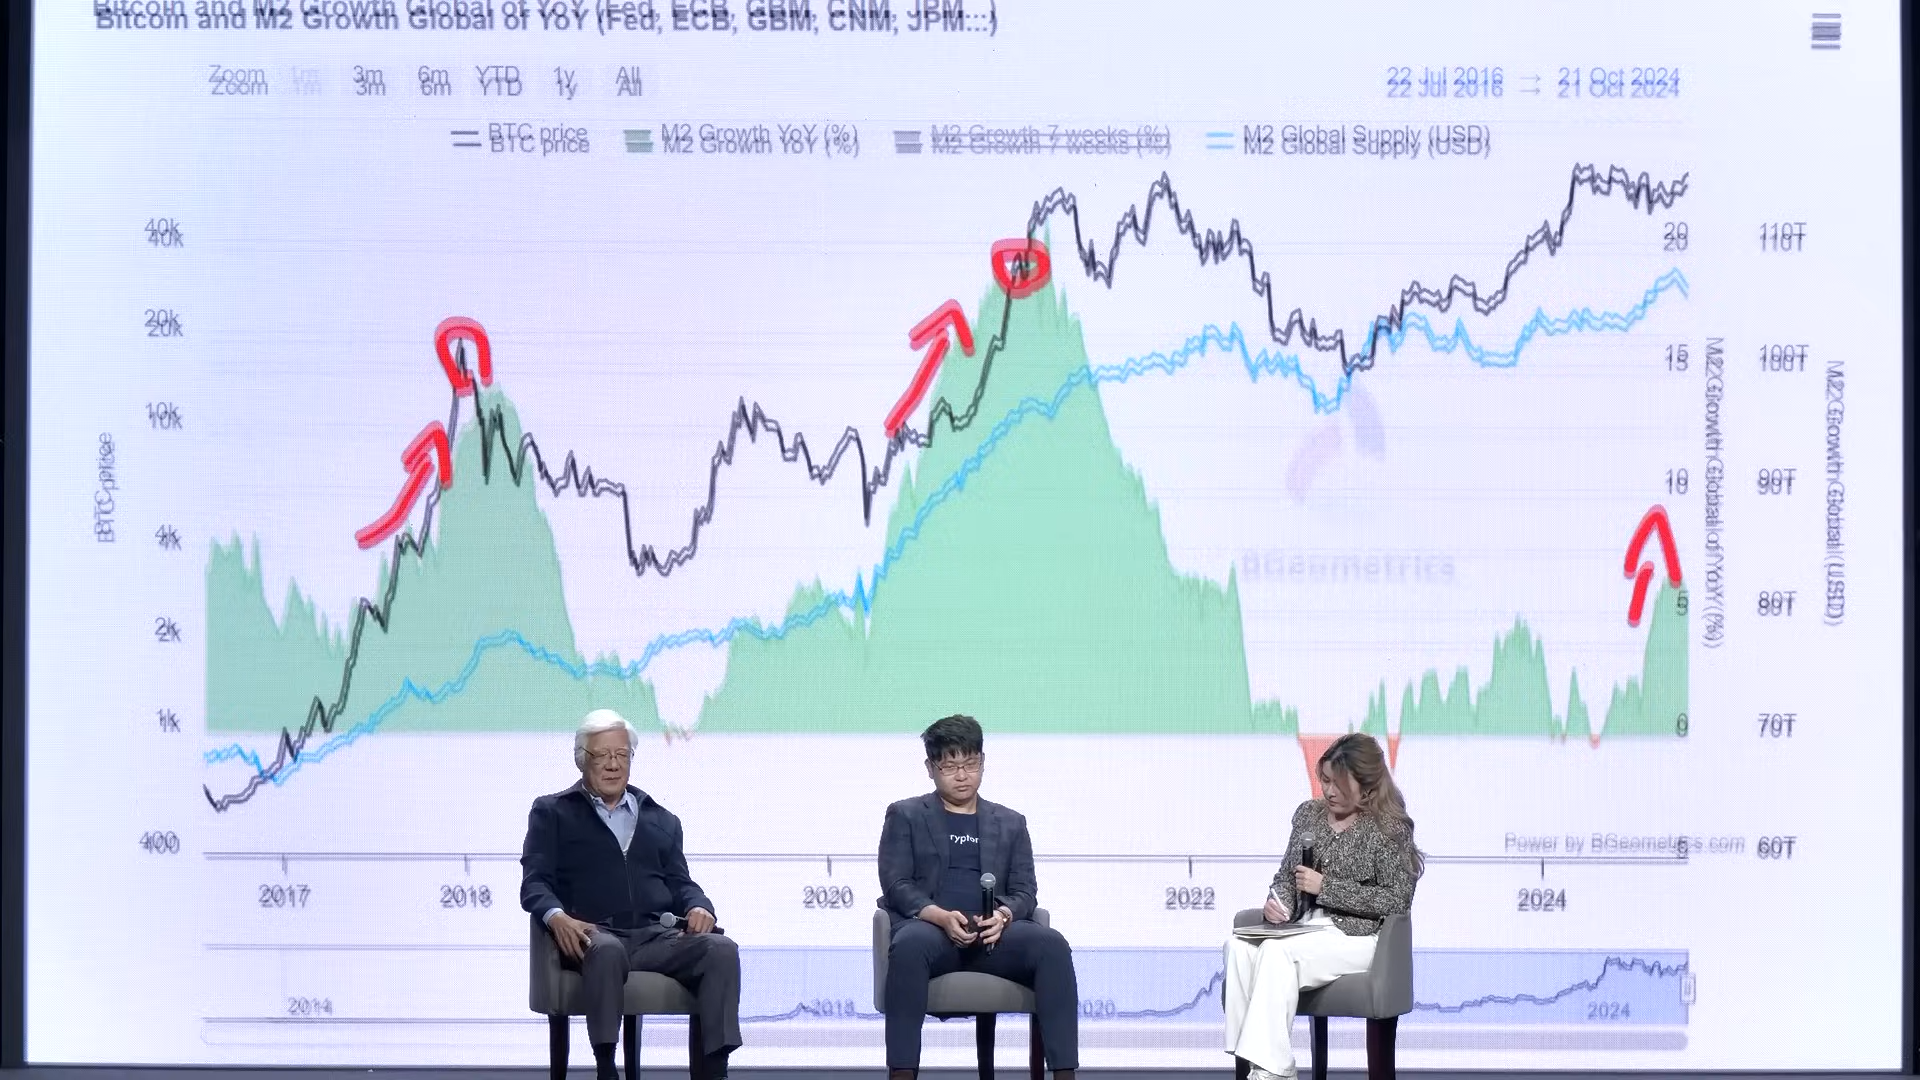 Bitcoin and M2 Growth Global of YoY (Fed, ECB, GBM, CNM, JPM...)
Zoom 1m 3m 6m YTD 1y All
22 Jul 2016 → 21 Oct 2024
BTC price M2 Growth YoY (%) M2 Growth 7 weeks (%) M2 Global Supply (USD)
40k 20 110T
20k 15 100T
10k 10 90T
4k 5 80T
2k 0 70T
1k
400 5 60T
BTC price
M2 Growth Global of YoY (%)
M2 Growth Global (USD)
BGeometrics
Power by BGeometrics.com
2017 2018 2020 2022 2024
ryptor
2014 2018 2020 2024